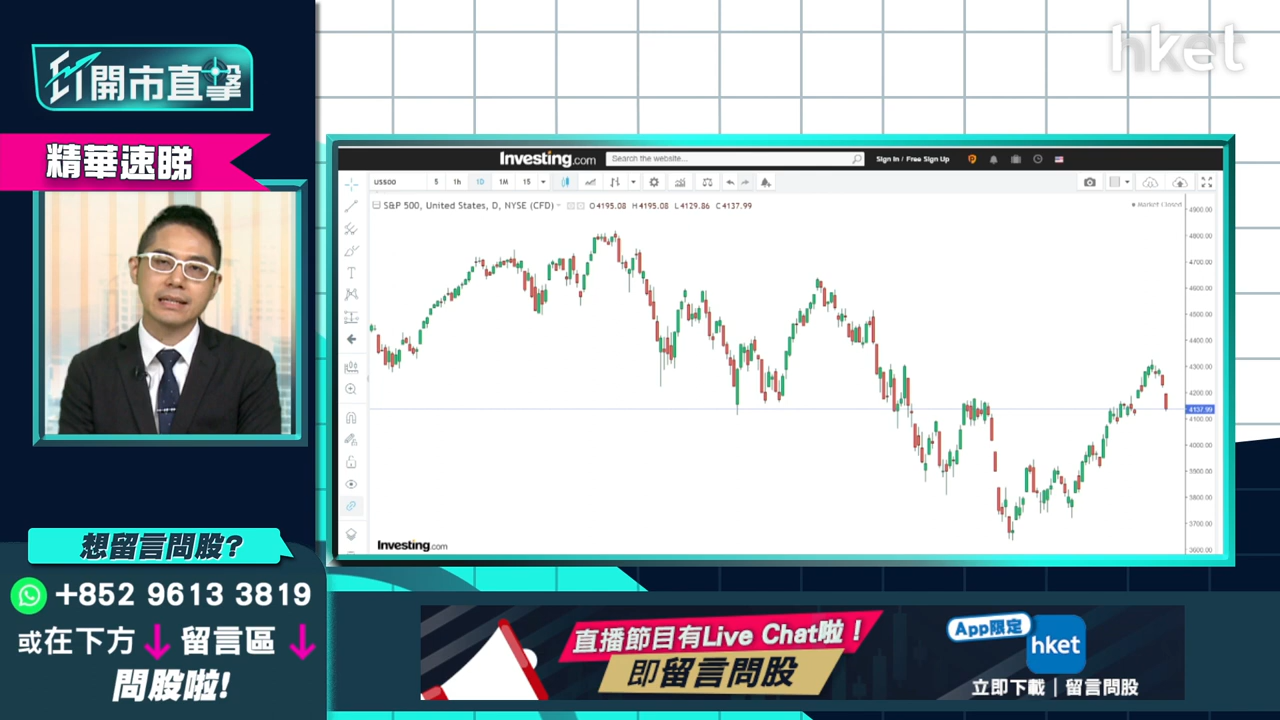 hket
ET開市直擊
精華速睇
Investing.com
Search the website...
Sign In / Free Sign Up
US500
5
1h
1D
1M
15
S&P 500, United States, D, NYSE (CFD)
O4195.08 H4195.08 L4129.86 C4137.99
Market Closed
4900.00
4800.00
4700.00
4600.00
4500.00
4400.00
4300.00
4200.00
4137.99
4100.00
4000.00
3900.00
3800.00
3700.00
3600.00
Investing.com
想留言問股?
+852 9613 3819
或在下方↓留言區↓
問股啦!
直播節目有Live Chat啦！
即留言問股
App限定
hket
立即下載｜留言問股